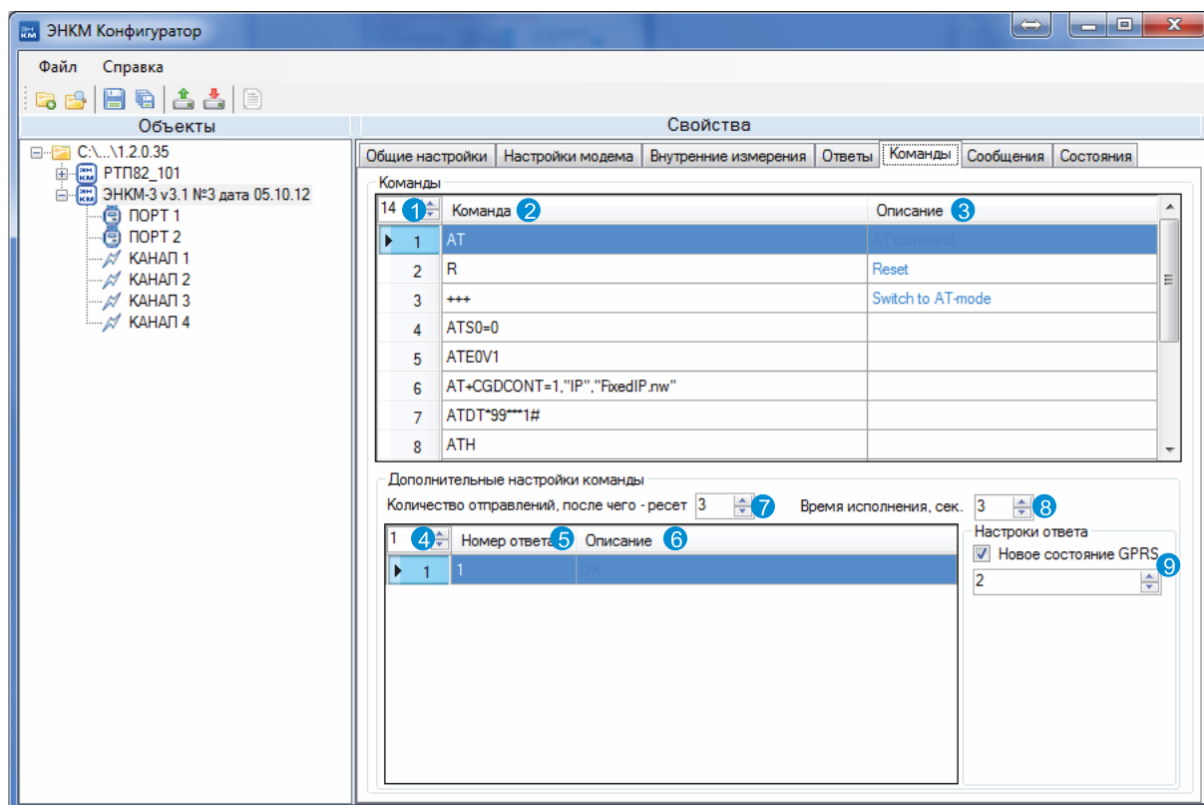 ЭНКМ Конфигуратор
Файл Справка
Объекты
Свойства
C:\...\1.2.0.35
РТП82_101
ЭНКМ-3 v3.1 №3 дата 05.10.12
ПОРТ 1
ПОРТ 2
КАНАЛ 1
КАНАЛ 2
КАНАЛ 3
КАНАЛ 4
Общие настройки Настройки модема Внутренние измерения Ответы Команды Сообщения Состояния
Команды
14 1 Команда 2 Описание 3
1 AT AT command
2 R Reset
3 +++ Switch to AT-mode
4 ATS0=0
5 ATE0V1
6 AT+CGDCONT=1,"IP","FixedIP.nw"
7 ATDT*99***1#
8 ATH
Дополнительные настройки команды
Количество отправлений, после чего - ресет 3 7 Время исполнения, сек. 3 8
1 4 Номер ответа 5 Описание 6
1 1 OK
Настроки ответа
Новое состояние GPRS 9
2